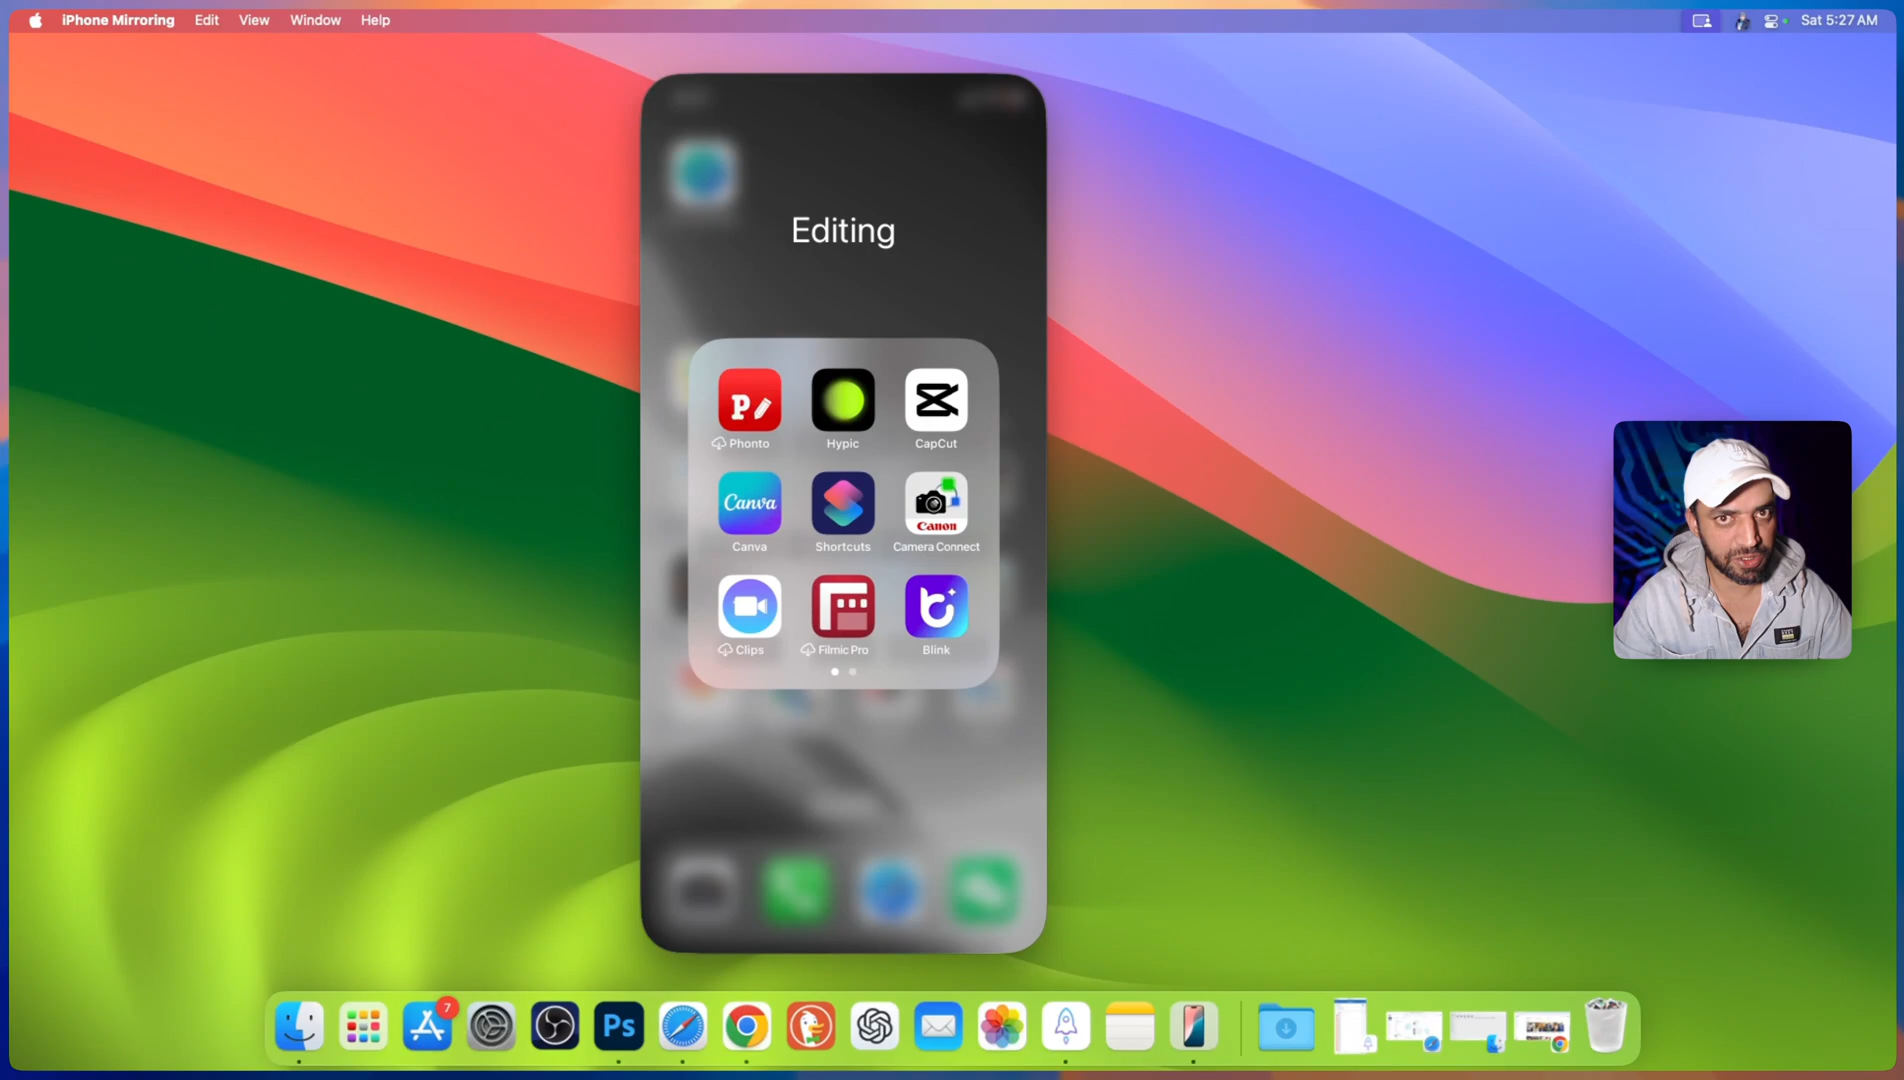 iPhone Mirroring Edit View Window Help Sat 5:27 AM
Editing
P
Phonto Hypic CapCut
Canva
Canon
Canva Shortcuts Camera Connect
Clips Filmic Pro Blink
7
Ps